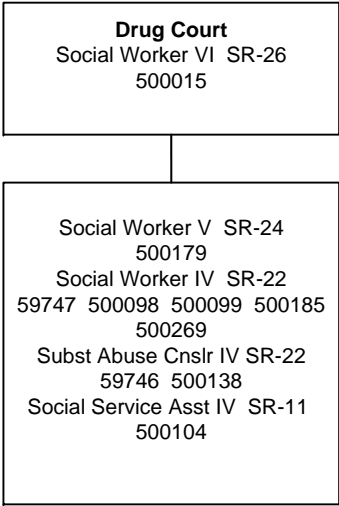 Drug Court
Social Worker VI SR-26
500015
Social Worker V SR-24
500179
Social Worker IV SR-22
59747 500098 500099 500185
500269
Subst Abuse Cnslr IV SR-22
59746 500138
Social Service Asst IV SR-11
500104